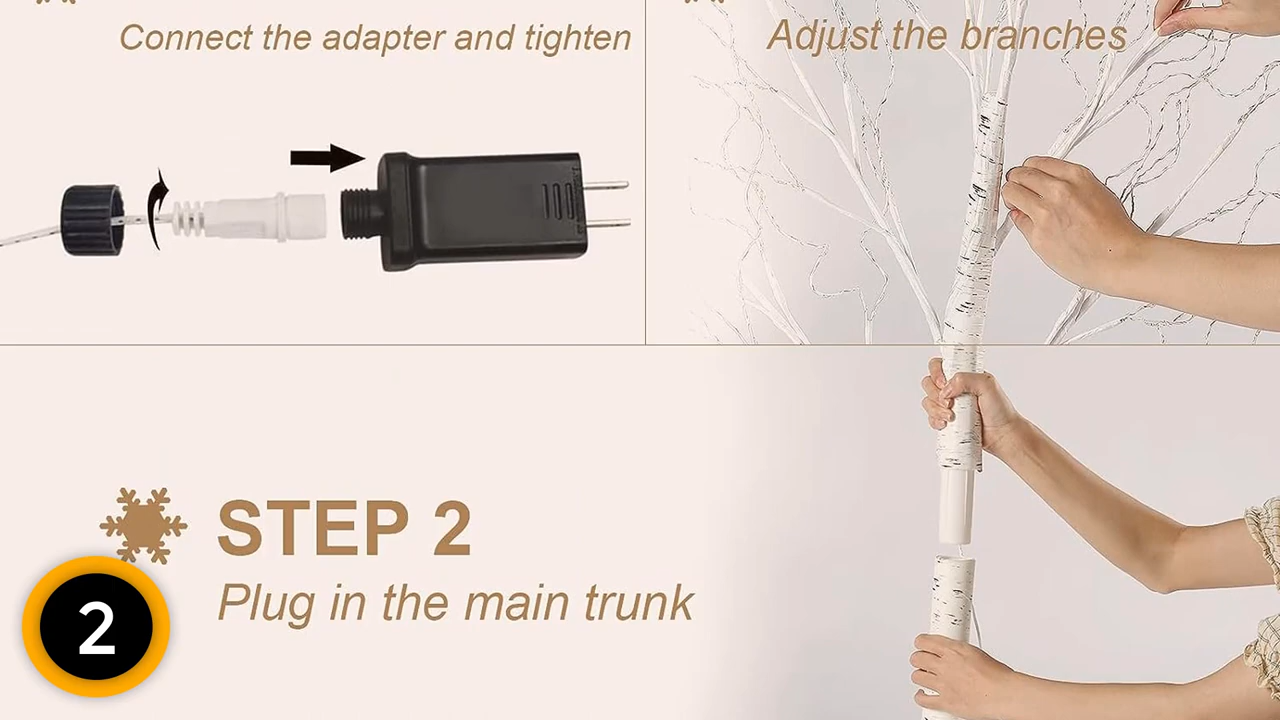 Connect the adapter and tighten
Adjust the branches
STEP 2
Plug in the main trunk
2